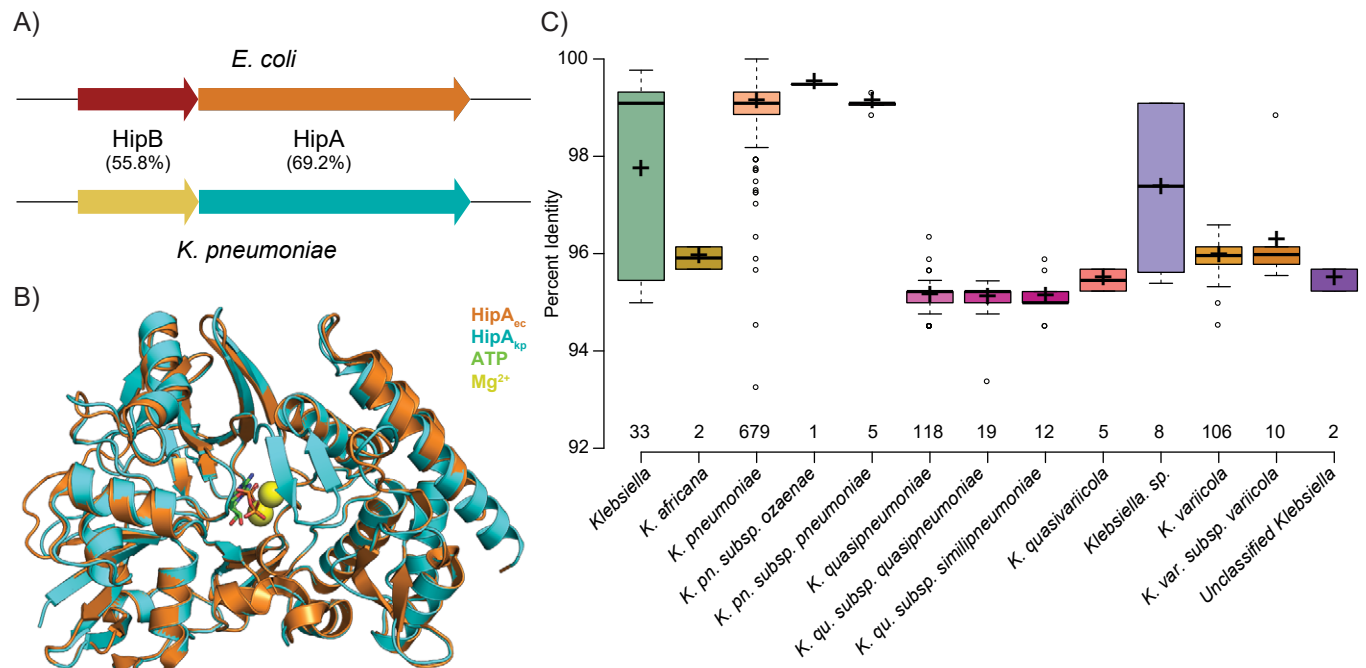 A)
E. coli
HipB
HipA
(55.8%)
(69.2%)
K. pneumoniae
B)
HipAec
HipAkp
ATP
Mg2+
C)
Percent Identity
100
98
96
94
92
33 2 679 1 5 118 19 12 5 8 106 10 2
Klebsiella
K. africana
K. pneumoniae
K. pn. subsp. ozaenae
K. pn. subsp. pneumoniae
K. quasipneumoniae
K. qu. subsp. quasipneumoniae
K. qu. subsp. similipneumoniae
K. quasivariicola
Klebsiella. sp.
K. variicola
K. var. subsp. variicola
Unclassified Klebsiella